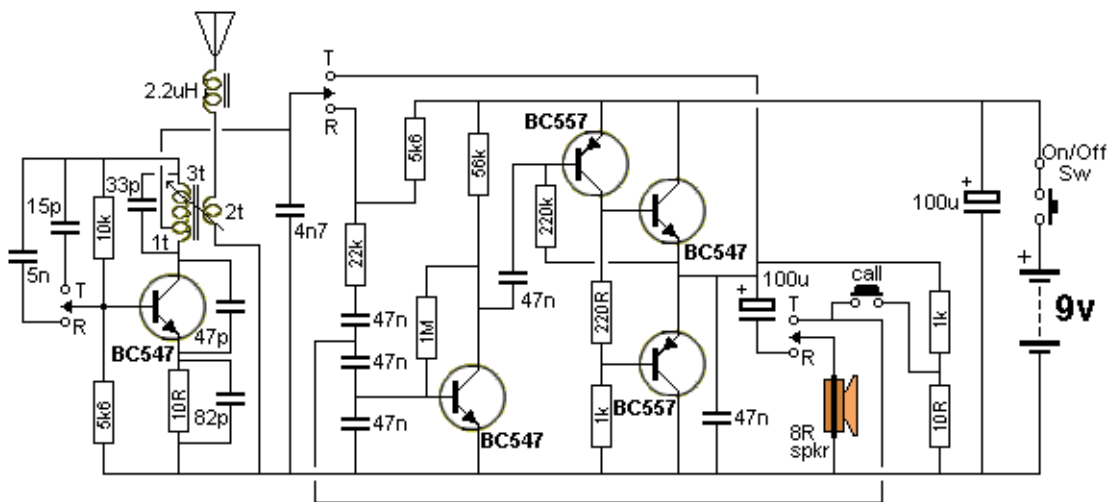 T
2.2uH
R
BC557
On/Off
Sw
5k6
56k
3t
33p
15p
10k
2t
220k
100u
+
1t
4n7
22k
BC547
5n
T
47n
100u
call
+
+
R
47p
47n
1M
220R
T
1k
9v
BC547
47n
R
BC557
5k6
10R
82p
47n
BC547
1k
47n
8R
spkr
10R